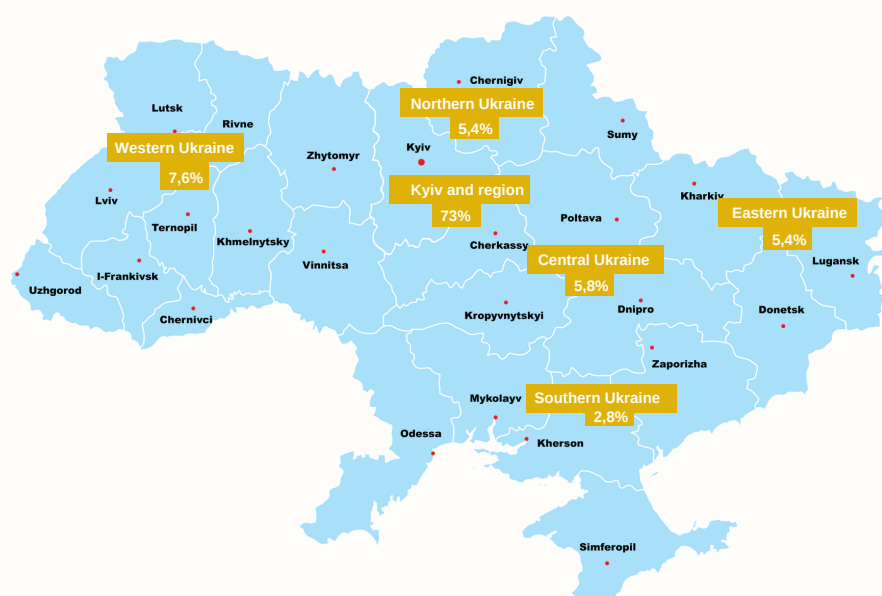 Chernigiv
Northern Ukraine
5,4%
Lutsk
Rivne
Sumy
Kyiv
Western Ukraine
7,6%
Zhytomyr
Kyiv and region
73%
Kharkiv
Lviv
Eastern Ukraine
5,4%
Poltava
Ternopil
Khmelnytsky
Cherkassy
Central Ukraine
5,8%
Lugansk
Vinnitsa
I-Frankivsk
Uzhgorod
Chernivci
Kropyvnytskyi
Dnipro
Donetsk
Zaporizha
Mykolayv
Southern Ukraine
2,8%
Odessa
Kherson
Simferopil